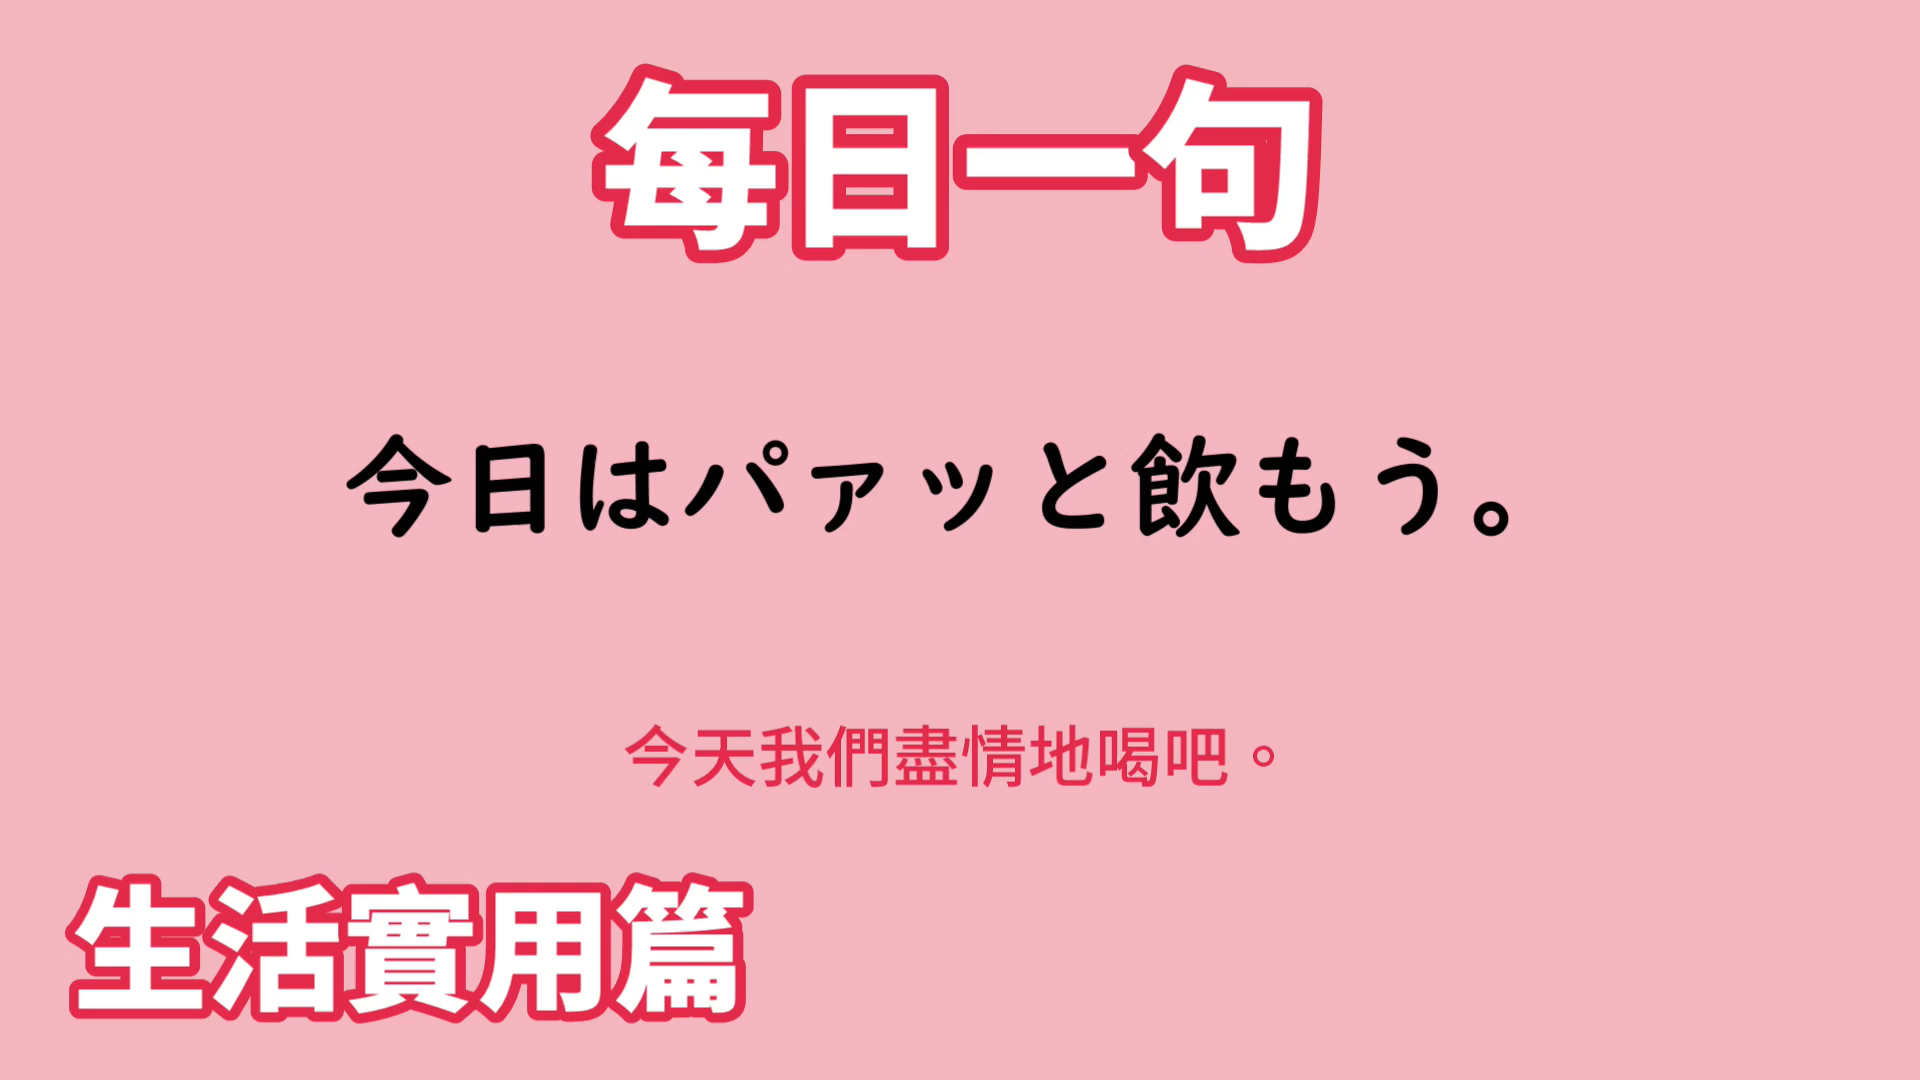 每日一句
今日はパァッと飲もう。
今天我們盡情地喝吧。
生活實用篇